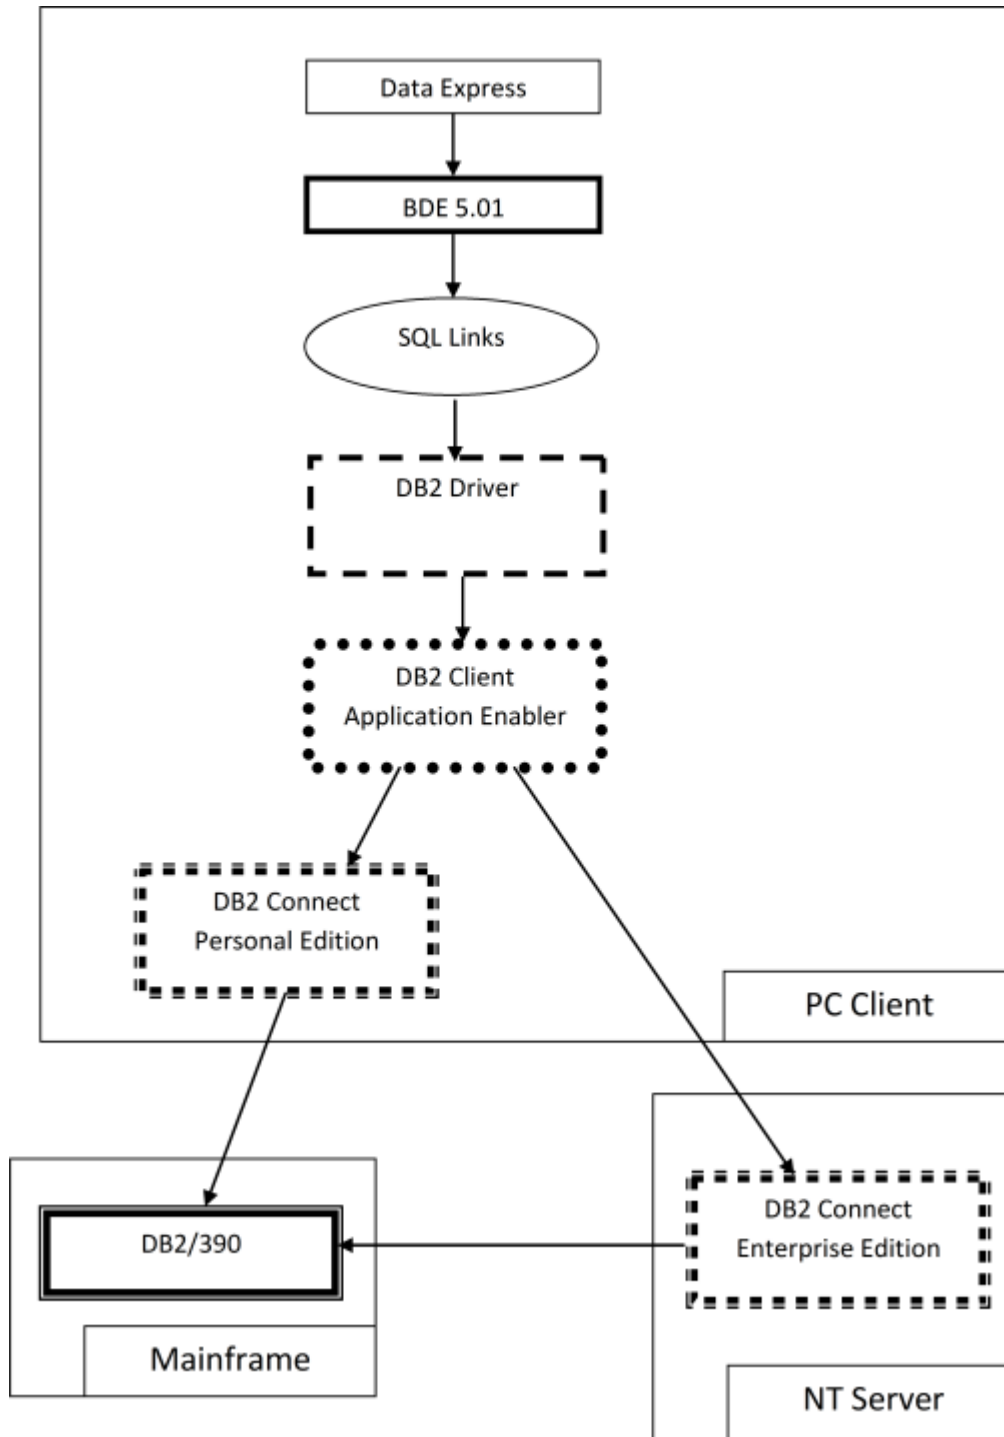 Data Express
BDE 5.01
SQL Links
DB2 Driver
DB2 Client
Application Enabler
DB2 Connect
Personal Edition
PC Client
DB2 Connect
Enterprise Edition
DB2/390
Mainframe
NT Server